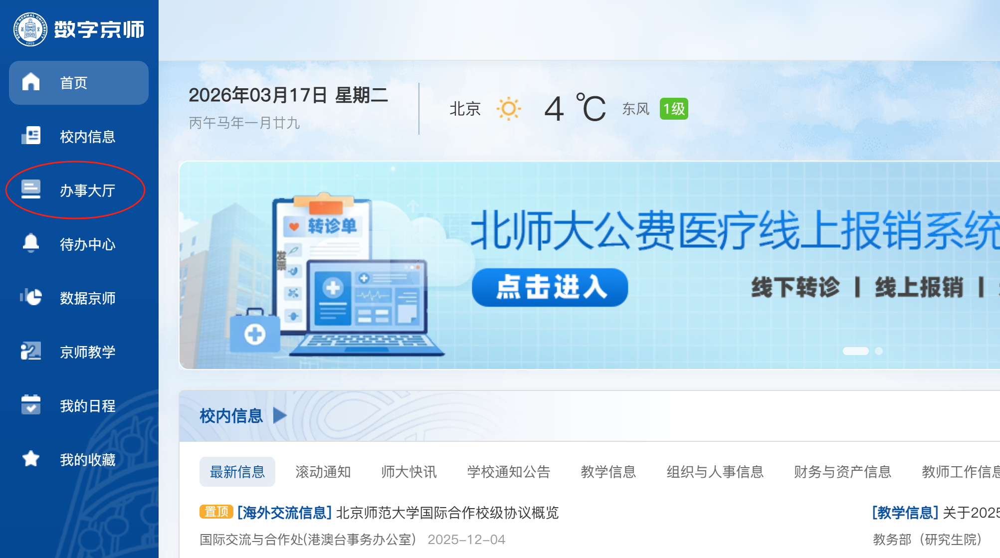 BEIJING NORMAL UNIVERSITY
1902
数字京师
首页
校内信息
办事大厅
待办中心
数据京师
京师教学
我的日程
我的收藏
2026年03月17日 星期二
丙午马年一月廿九
北京 4 ℃ 东风 1级
转诊单
发票
北师大公费医疗线上报销系统
点击进入
线下转诊 | 线上报销 |
校内信息
最新信息 滚动通知 师大快讯 学校通知公告 教学信息 组织与人事信息 财务与资产信息 教师工作信息
置顶 [海外交流信息] 北京师范大学国际合作校级协议概览
国际交流与合作处(港澳台事务办公室) 2025-12-04
[教学信息] 关于2025
教务部（研究生院）